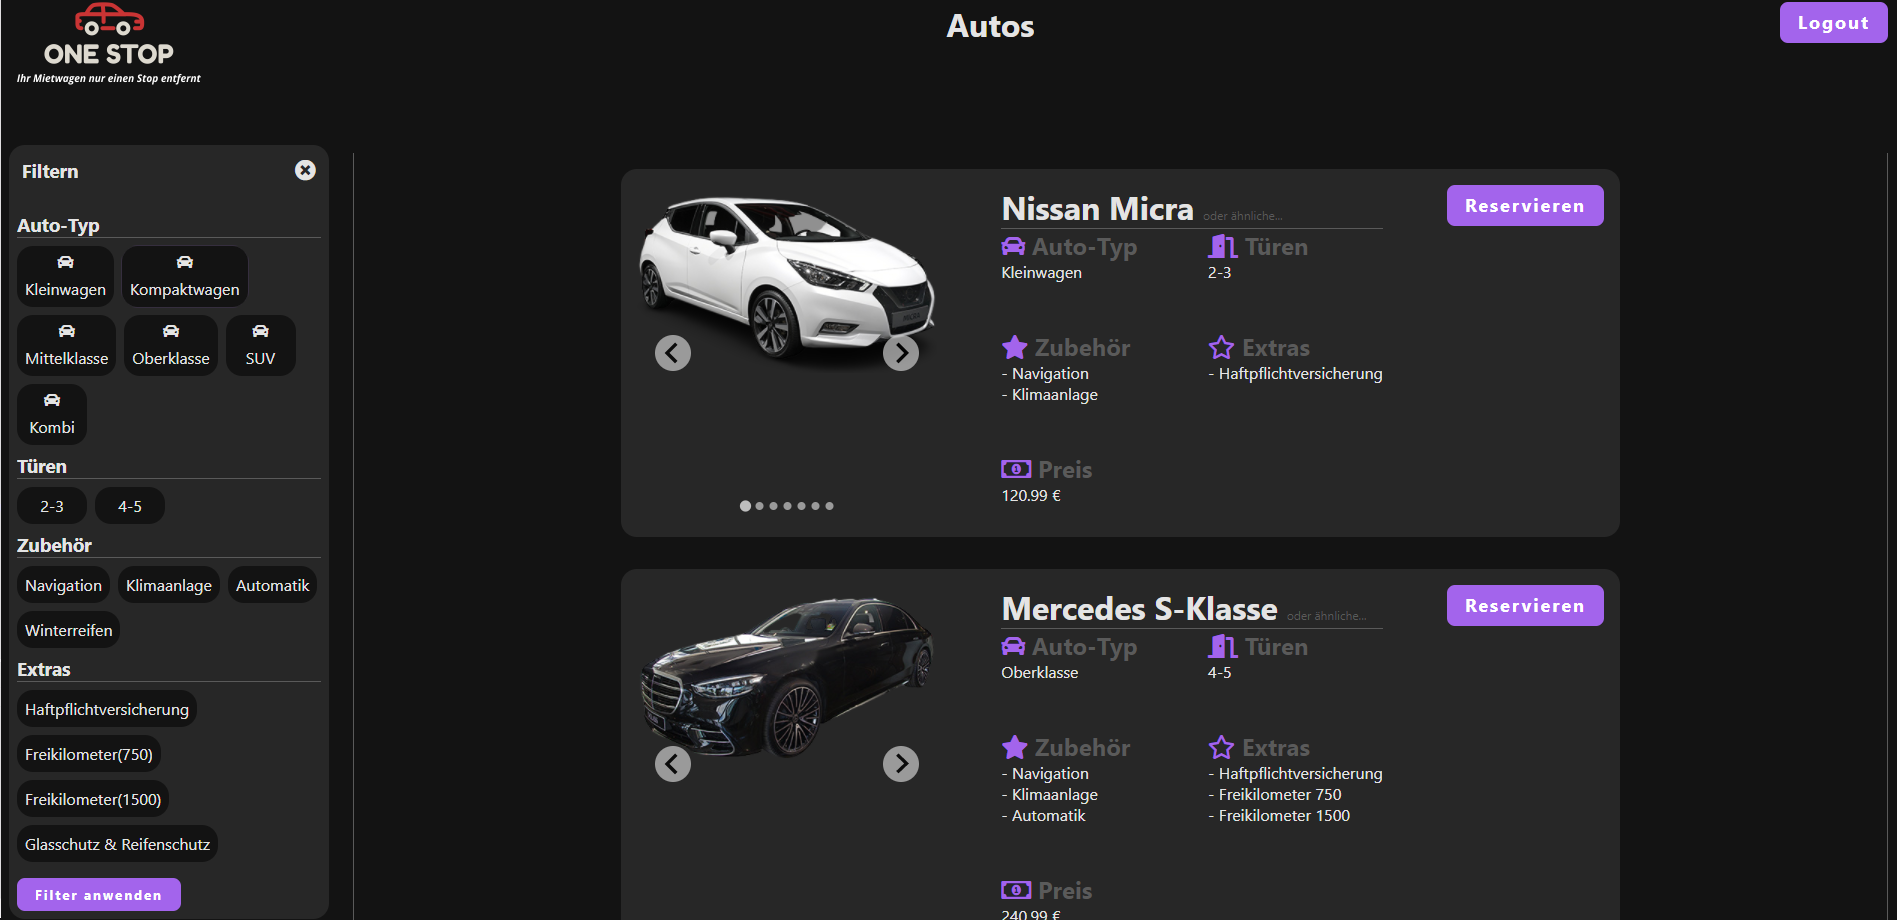 ONE STOP
Ihr Mietwagen nur einen Stop entfernt
Autos
Logout
Filtern
Auto-Typ
Kleinwagen
Kompaktwagen
Mittelklasse
Oberklasse
SUV
Kombi
Türen
2-3
4-5
Zubehör
Navigation
Klimaanlage
Automatik
Winterreifen
Extras
Haftpflichtversicherung
Freikilometer(750)
Freikilometer(1500)
Glasschutz & Reifenschutz
Filter anwenden
Nissan Micra oder ähnliche...
Reservieren
Auto-Typ
Kleinwagen
Türen
2-3
Zubehör
- Navigation
- Klimaanlage
Extras
- Haftpflichtversicherung
Preis
120.99 €
Mercedes S-Klasse oder ähnliche...
Reservieren
Auto-Typ
Oberklasse
Türen
4-5
Zubehör
- Navigation
- Klimaanlage
- Automatik
Extras
- Haftpflichtversicherung
- Freikilometer 750
- Freikilometer 1500
Preis
240.99 €